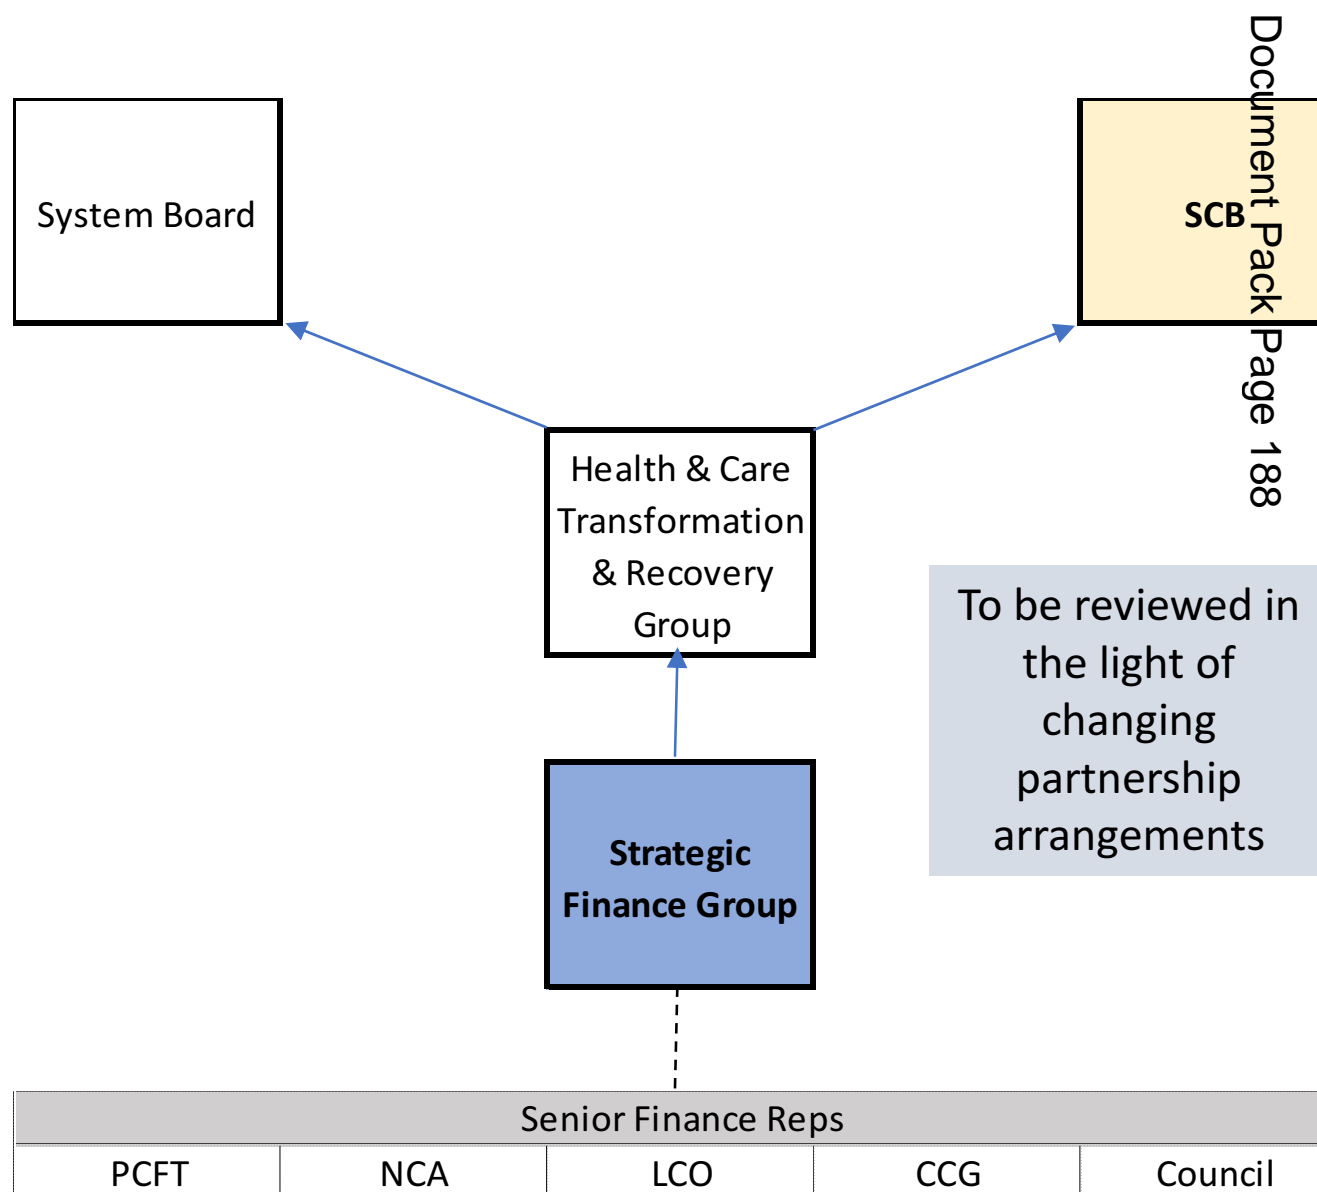 Document Pack Page 188
System Board
SCB
Health & Care
Transformation
& Recovery
Group
To be reviewed in
the light of
changing
partnership
arrangements
Strategic
Finance Group
Senior Finance Reps
PCFT NCA LCO CCG Council